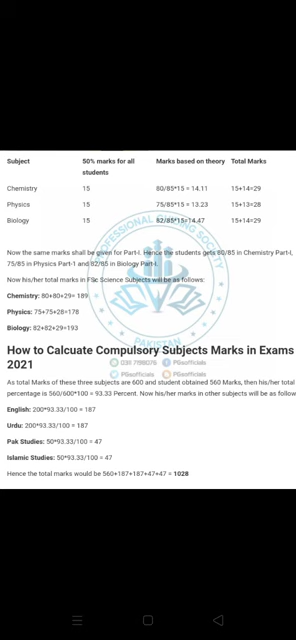 Subject 50% marks for all students Marks based on theory Total Marks
Chemistry 15 80/85*15 = 14.11 15+14=29
Physics 15 75/85*15 = 13.23 15+13=28
Biology 15 82/85*15=14.47 15+14=29
PROFESSIONAL GUIDING SOCIETY
PAKISTAN
Now the same marks shall be given for Part-I. Hence the students gets 80/85 in Chemistry Part-I,
75/85 in Physics Part-1 and 82/85 in Biology Part-I.
Now his/her total marks in FSc Science Subjects will be as follows:
Chemistry: 80+80+29= 189
Physics: 75+75+28=178
Biology: 82+82+29=193
How to Calcuate Compulsory Subjects Marks in Exams
2021
PGsofficials
PGsofficials
PGsofficials
As total Marks of these three subjects are 600 and student obtained 560 Marks, then his/her total
percentage is 560/600*100 = 93.33 Percent. Now his/her marks in other subjects will be as follow
English: 200*93.33/100 = 187
Urdu: 200*93.33/100 = 187
Pak Studies: 50*93.33/100 = 47
Islamic Studies: 50*93.33/100 = 47
Hence the total marks would be 560+187+187+47+47 = 1028